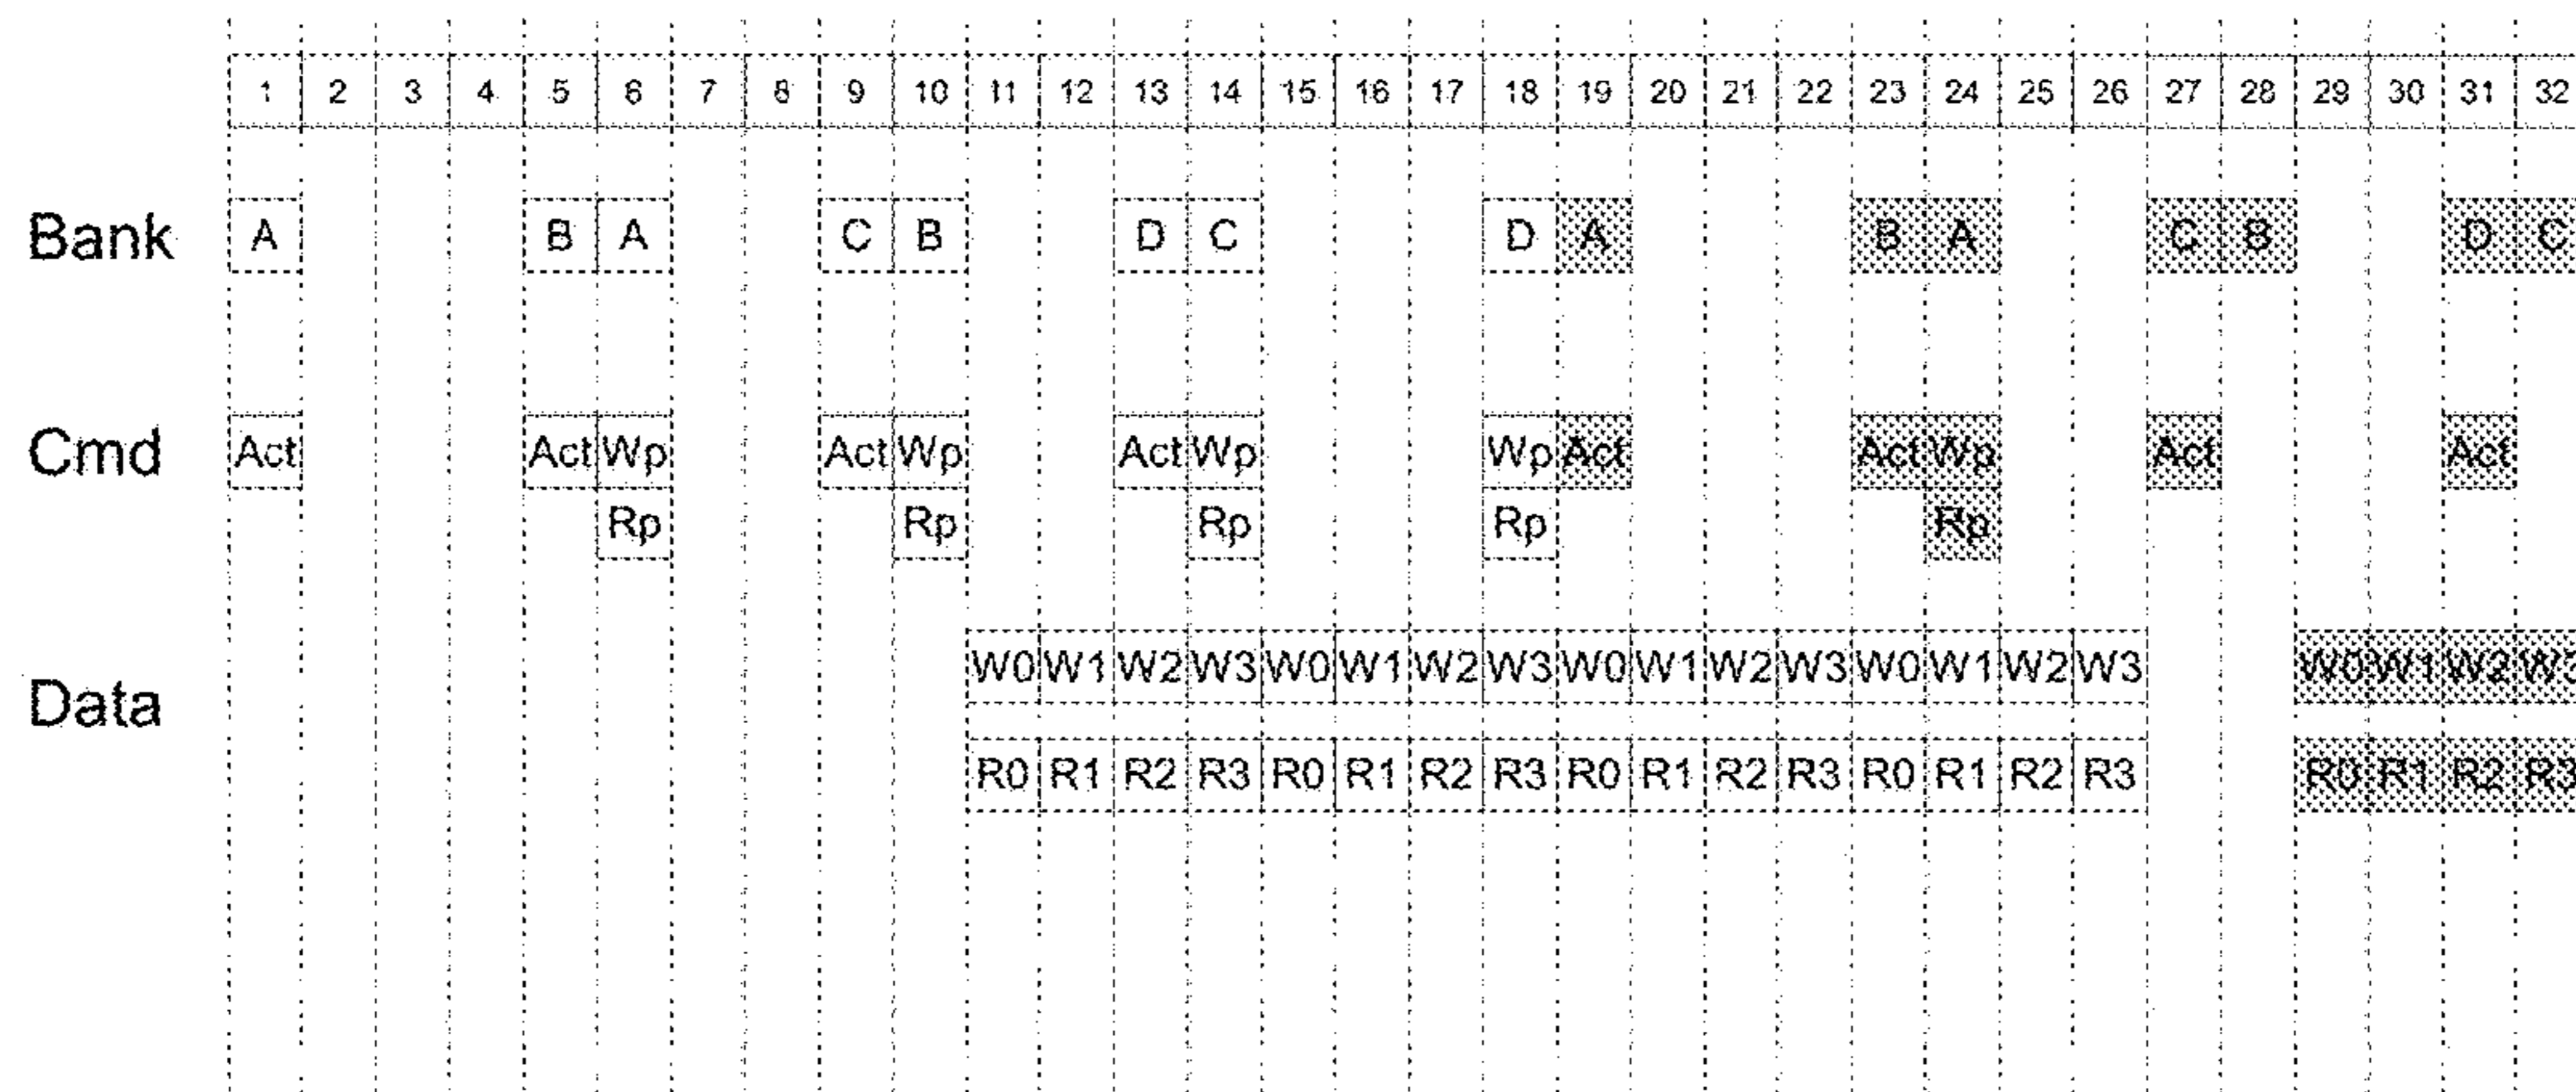 1 2 3 4 5 6 7 8 9 10 11 12 13 14 15 16 17 18 19 20 21 22 23 24 25 26 27 28 29 30 31 32
Bank A B A C B D C D A B A C B D C
Cmd Act Act Wp Act Wp Act Wp Wp Act Act Wp Act Act
Rp Rp Rp Rp Rp
Data W0 W1 W2 W3 W0 W1 W2 W3 W0 W1 W2 W3 W0 W1 W2 W3 W0 W1 W2 W3
R0 R1 R2 R3 R0 R1 R2 R3 R0 R1 R2 R3 R0 R1 R2 R3 R0 R1 R2 R3